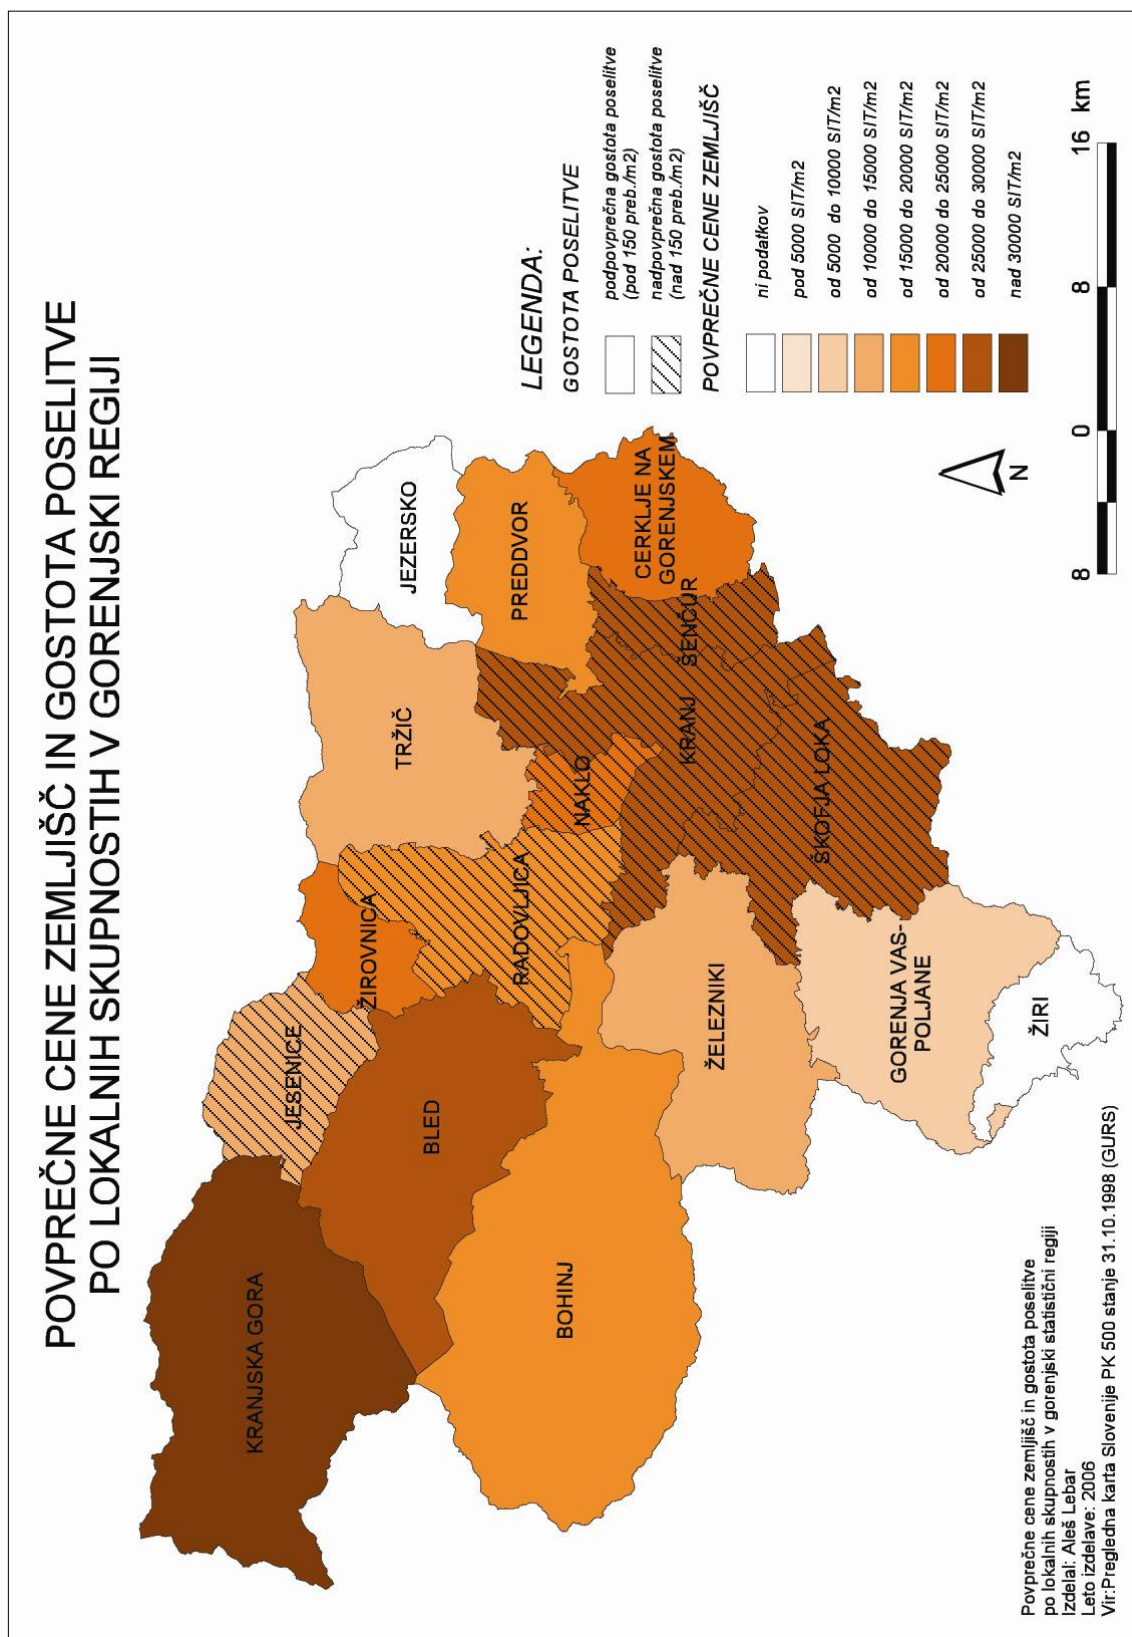 POVPREČNE CENE ZEMLJIŠČ IN GOSTOTA POSELITVE
PO LOKALNIH SKUPNOSTIH V GORENJSKI REGIJI
KRANJSKA GORA
JESENICE
ŽIROVNICA
TRŽIČ
JEZERSKO
BLED
RADOVLJICA
NAKLO
PREDDVOR
BOHINJ
ŽELEZNIKI
KRANJ
ŠENČUR
CERKLJE NA
GORENJSKEM
ŠKOFJA LOKA
GORENJA VAS-
POLJANE
ŽIRI
LEGENDA:
GOSTOTA POSELITVE
podpovprečna gostota poselitve
(pod 150 preb./m2)
nadpovprečna gostota poselitve
(nad 150 preb./m2)
POVPREČNE CENE ZEMLJIŠČ
ni podatkov
pod 5000 SIT/m2
od 5000 do 10000 SIT/m2
od 10000 do 15000 SIT/m2
od 15000 do 20000 SIT/m2
od 20000 do 25000 SIT/m2
od 25000 do 30000 SIT/m2
nad 30000 SIT/m2
N
8 0 8 16 km
Povprečne cene zemljišč in gostota poselitve
po lokalnih skupnostih v gorenjski statistični regiji
Izdelal: Aleš Lebar
Leto izdelave: 2006
Vir:Pregledna karta Slovenije PK 500 stanje 31.10.1998 (GURS)